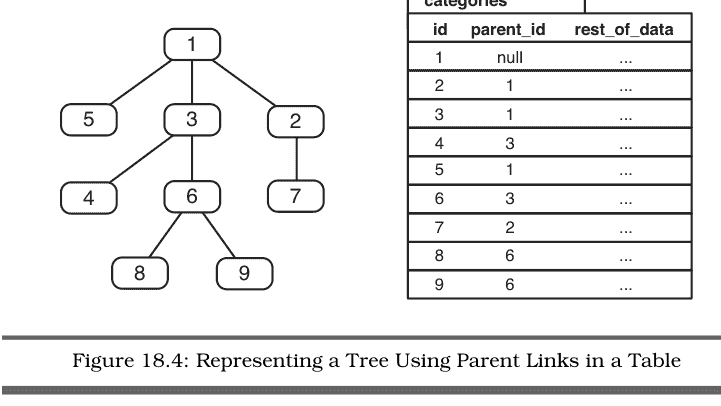 categories
1
5 3 2
4 6 7
8 9
id parent_id rest_of_data
1 null ...
2 1 ...
3 1 ...
4 3 ...
5 1 ...
6 3 ...
7 2 ...
8 6 ...
9 6 ...
Figure 18.4: Representing a Tree Using Parent Links in a Table